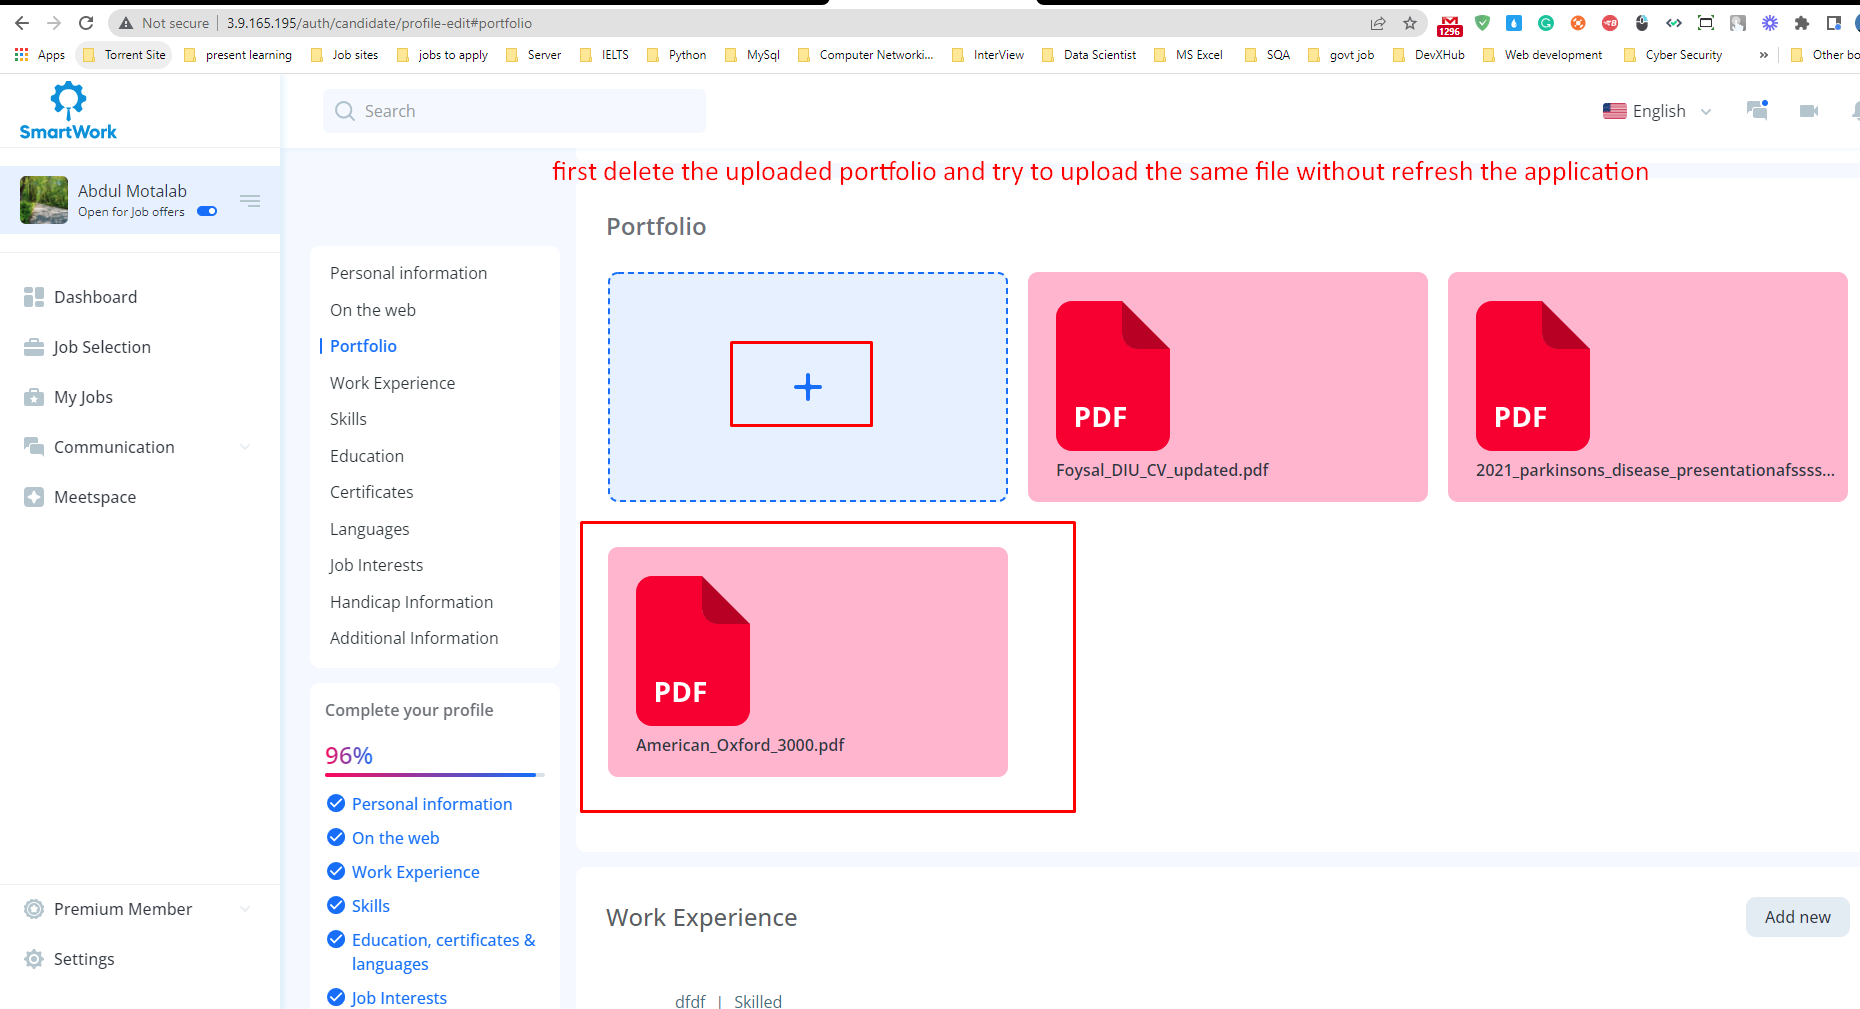 Not secure | 3.9.165.195/auth/candidate/profile-edit#portfolio
1296
Apps Torrent Site present learning Job sites jobs to apply Server IELTS Python MySql Computer Networki... InterView Data Scientist MS Excel SQA govt job DevXHub Web development Cyber Security » Other bo
SmartWork
Search
English
first delete the uploaded portfolio and try to upload the same file without refresh the application
Abdul Motalab
Open for Job offers
Dashboard
Job Selection
My Jobs
Communication
Meetspace
Premium Member
Settings
Personal information
On the web
Portfolio
Work Experience
Skills
Education
Certificates
Languages
Job Interests
Handicap Information
Additional Information
Complete your profile
96%
Personal information
On the web
Work Experience
Skills
Education, certificates &
languages
Job Interests
Portfolio
PDF
Foysal_DIU_CV_updated.pdf
PDF
2021_parkinsons_disease_presentationafssss...
PDF
American_Oxford_3000.pdf
Work Experience
Add new
dfdf | Skilled